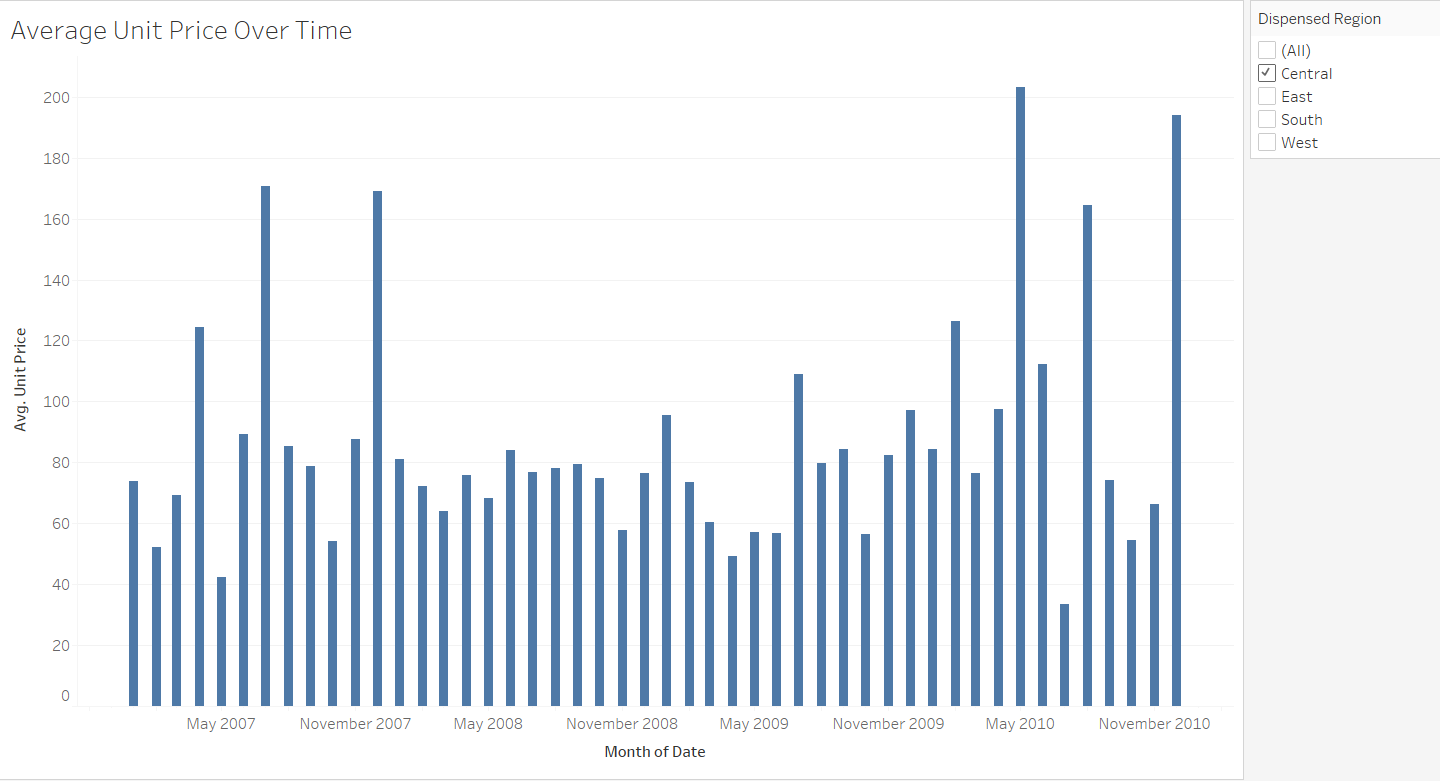 Average Unit Price Over Time
Dispensed Region
(All)
Central
East
South
West
Avg. Unit Price
200
180
160
140
120
100
80
60
40
20
0
May 2007 November 2007 May 2008 November 2008 May 2009 November 2009 May 2010 November 2010
Month of Date